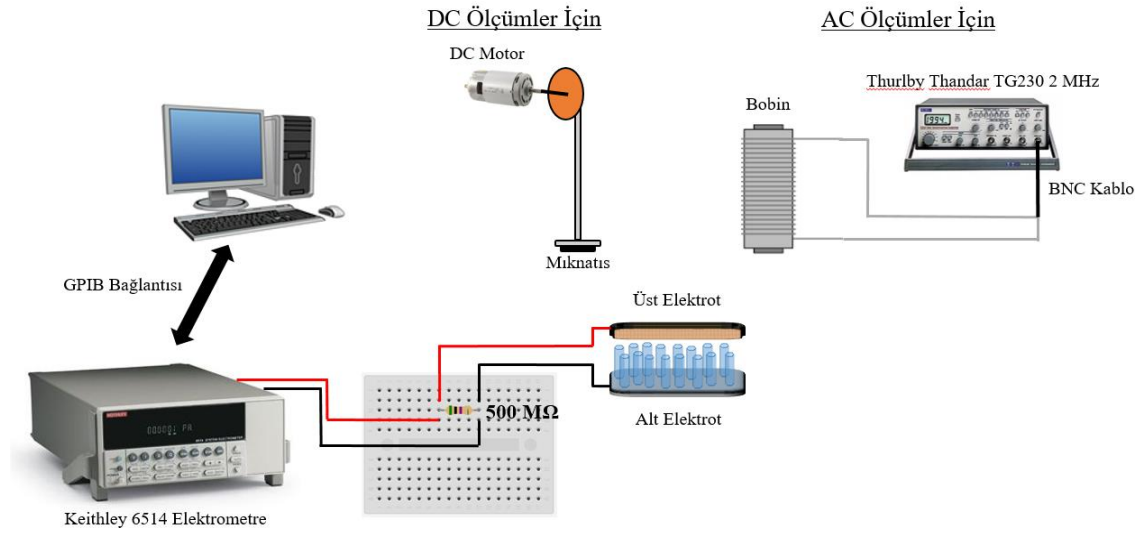 DC Ölçümler İçin
AC Ölçümler İçin
DC Motor
Thurlby Thandar TG230 2 MHz
Bobin
BNC Kablo
Mıknatıs
GPIB Bağlantısı
Üst Elektrot
500 MΩ
Alt Elektrot
Keithley 6514 Elektrometre